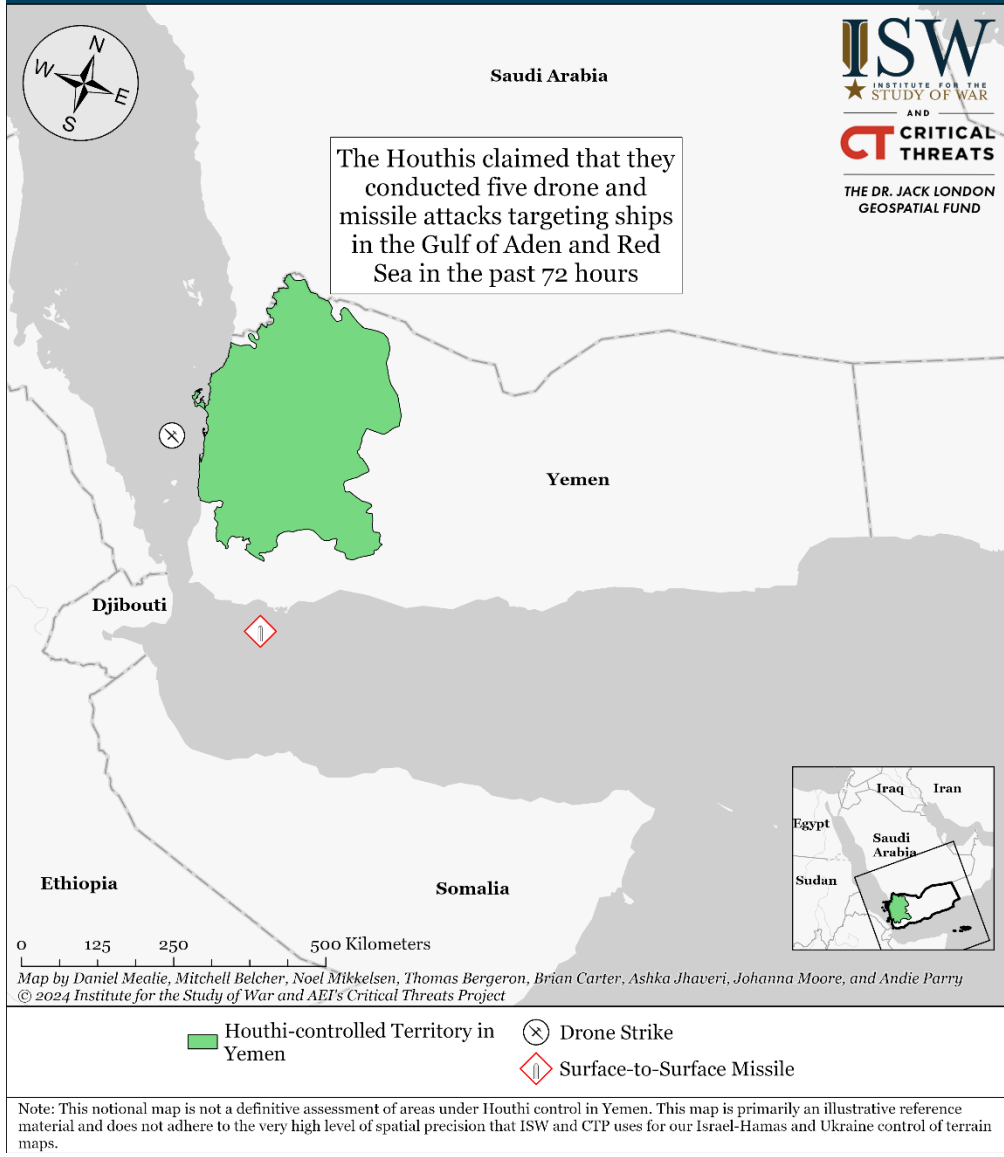 N
W
E
S
Saudi Arabia
ISW
INSTITUTE FOR THE
STUDY OF WAR
AND
CT CRITICAL
THREATS
THE DR. JACK LONDON
GEOSPATIAL FUND
The Houthis claimed that they
conducted five drone and
missile attacks targeting ships
in the Gulf of Aden and Red
Sea in the past 72 hours
Yemen
Djibouti
Ethiopia
Somalia
Iraq
Iran
Egypt
Saudi
Arabia
Sudan
0 125 250 500 Kilometers
Map by Daniel Mealie, Mitchell Belcher, Noel Mikkelsen, Thomas Bergeron, Brian Carter, Ashka Jhaveri, Johanna Moore, and Andie Parry
© 2024 Institute for the Study of War and AEI's Critical Threats Project
Houthi-controlled Territory in
Yemen
Drone Strike
Surface-to-Surface Missile
Note: This notional map is not a definitive assessment of areas under Houthi control in Yemen. This map is primarily an illustrative reference
material and does not adhere to the very high level of spatial precision that ISW and CTP uses for our Israel-Hamas and Ukraine control of terrain
maps.